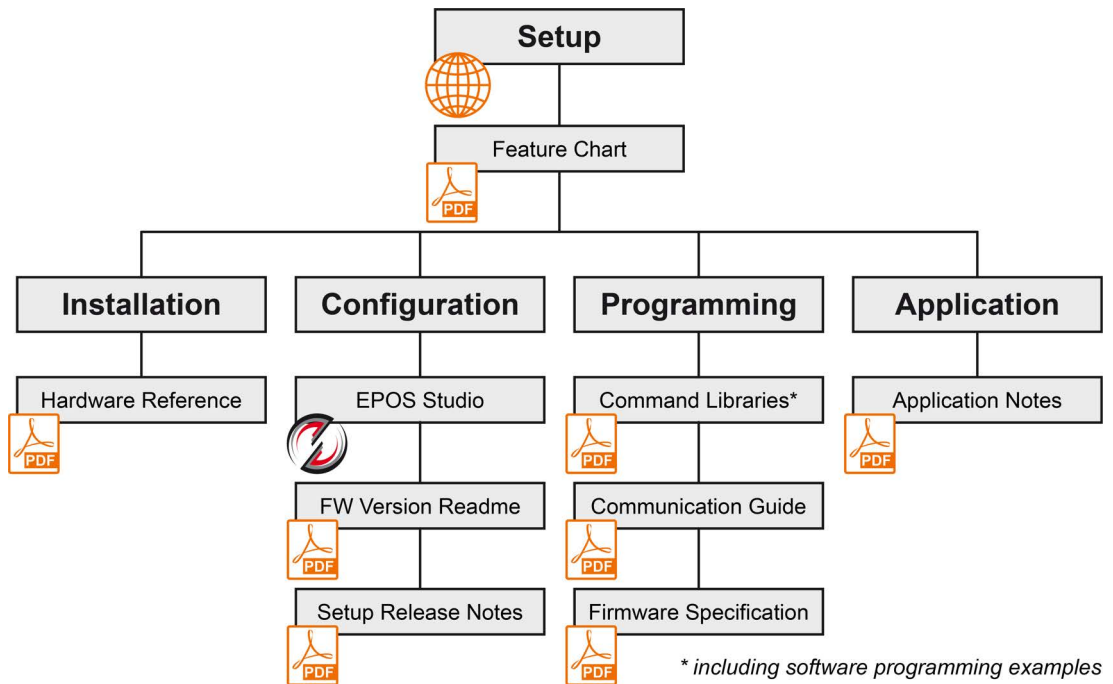 Setup
Feature Chart
PDF
Installation
Configuration
Programming
Application
Hardware Reference
EPOS Studio
Command Libraries*
Application Notes
PDF
PDF
PDF
FW Version Readme
Communication Guide
PDF
PDF
Setup Release Notes
Firmware Specification
PDF
PDF
* including software programming examples